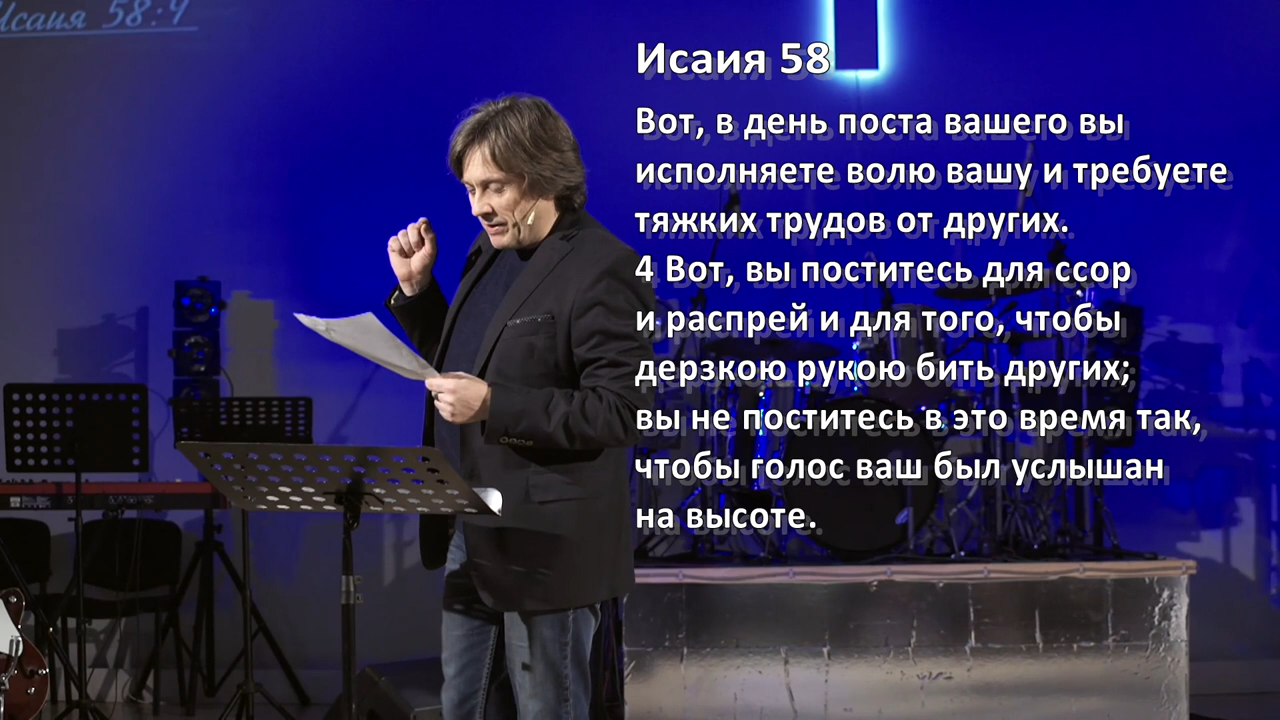 Исаия 58:4
Исаия 58
Вот, в день поста вашего вы
исполняете волю вашу и требуете
тяжких трудов от других.
4 Вот, вы поститесь для ссор
и распрей и для того, чтобы
дерзкою рукою бить других;
вы не поститесь в это время так,
чтобы голос ваш был услышан
на высоте.